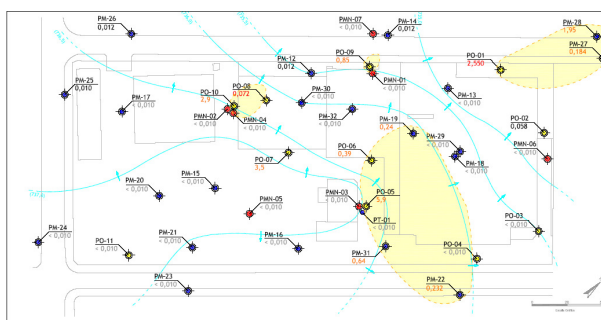 PM-26
0,012
PMN-07
< 0,010
PM-14
0,012
PM-28
1,95
PM-27
0,184
PM-12
0,012
PO-09
0,85
PO-01
2,550
PM-25
0,010
PM-17
< 0,010
PO-10
2,9
PO-08
0,072
PMN-01
< 0,010
PM-13
< 0,010
PM-30
< 0,010
PMN-02
< 0,010
PMN-04
< 0,010
PM-32
< 0,010
PM-19
0,24
PO-02
0,058
PM-29
< 0,010
PMN-06
< 0,010
PO-07
3,5
PO-06
0,39
PM-18
< 0,010
PM-20
< 0,010
PM-15
< 0,010
PMN-03
< 0,010
PO-05
5,9
PMN-05
< 0,010
PT-01
0,010
PO-03
< 0,010
PM-24
< 0,010
PO-11
< 0,010
PM-21
< 0,010
PM-16
< 0,010
PM-31
0,64
PO-04
< 0,010
PM-23
< 0,010
PM-22
0,232